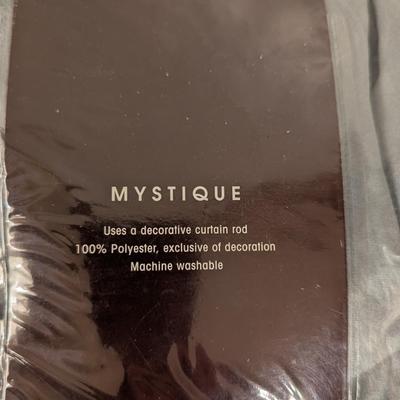 MYSTIQUE
Uses a decorative curtain rod
100% Polyester, exclusive of decoration
Machine washable